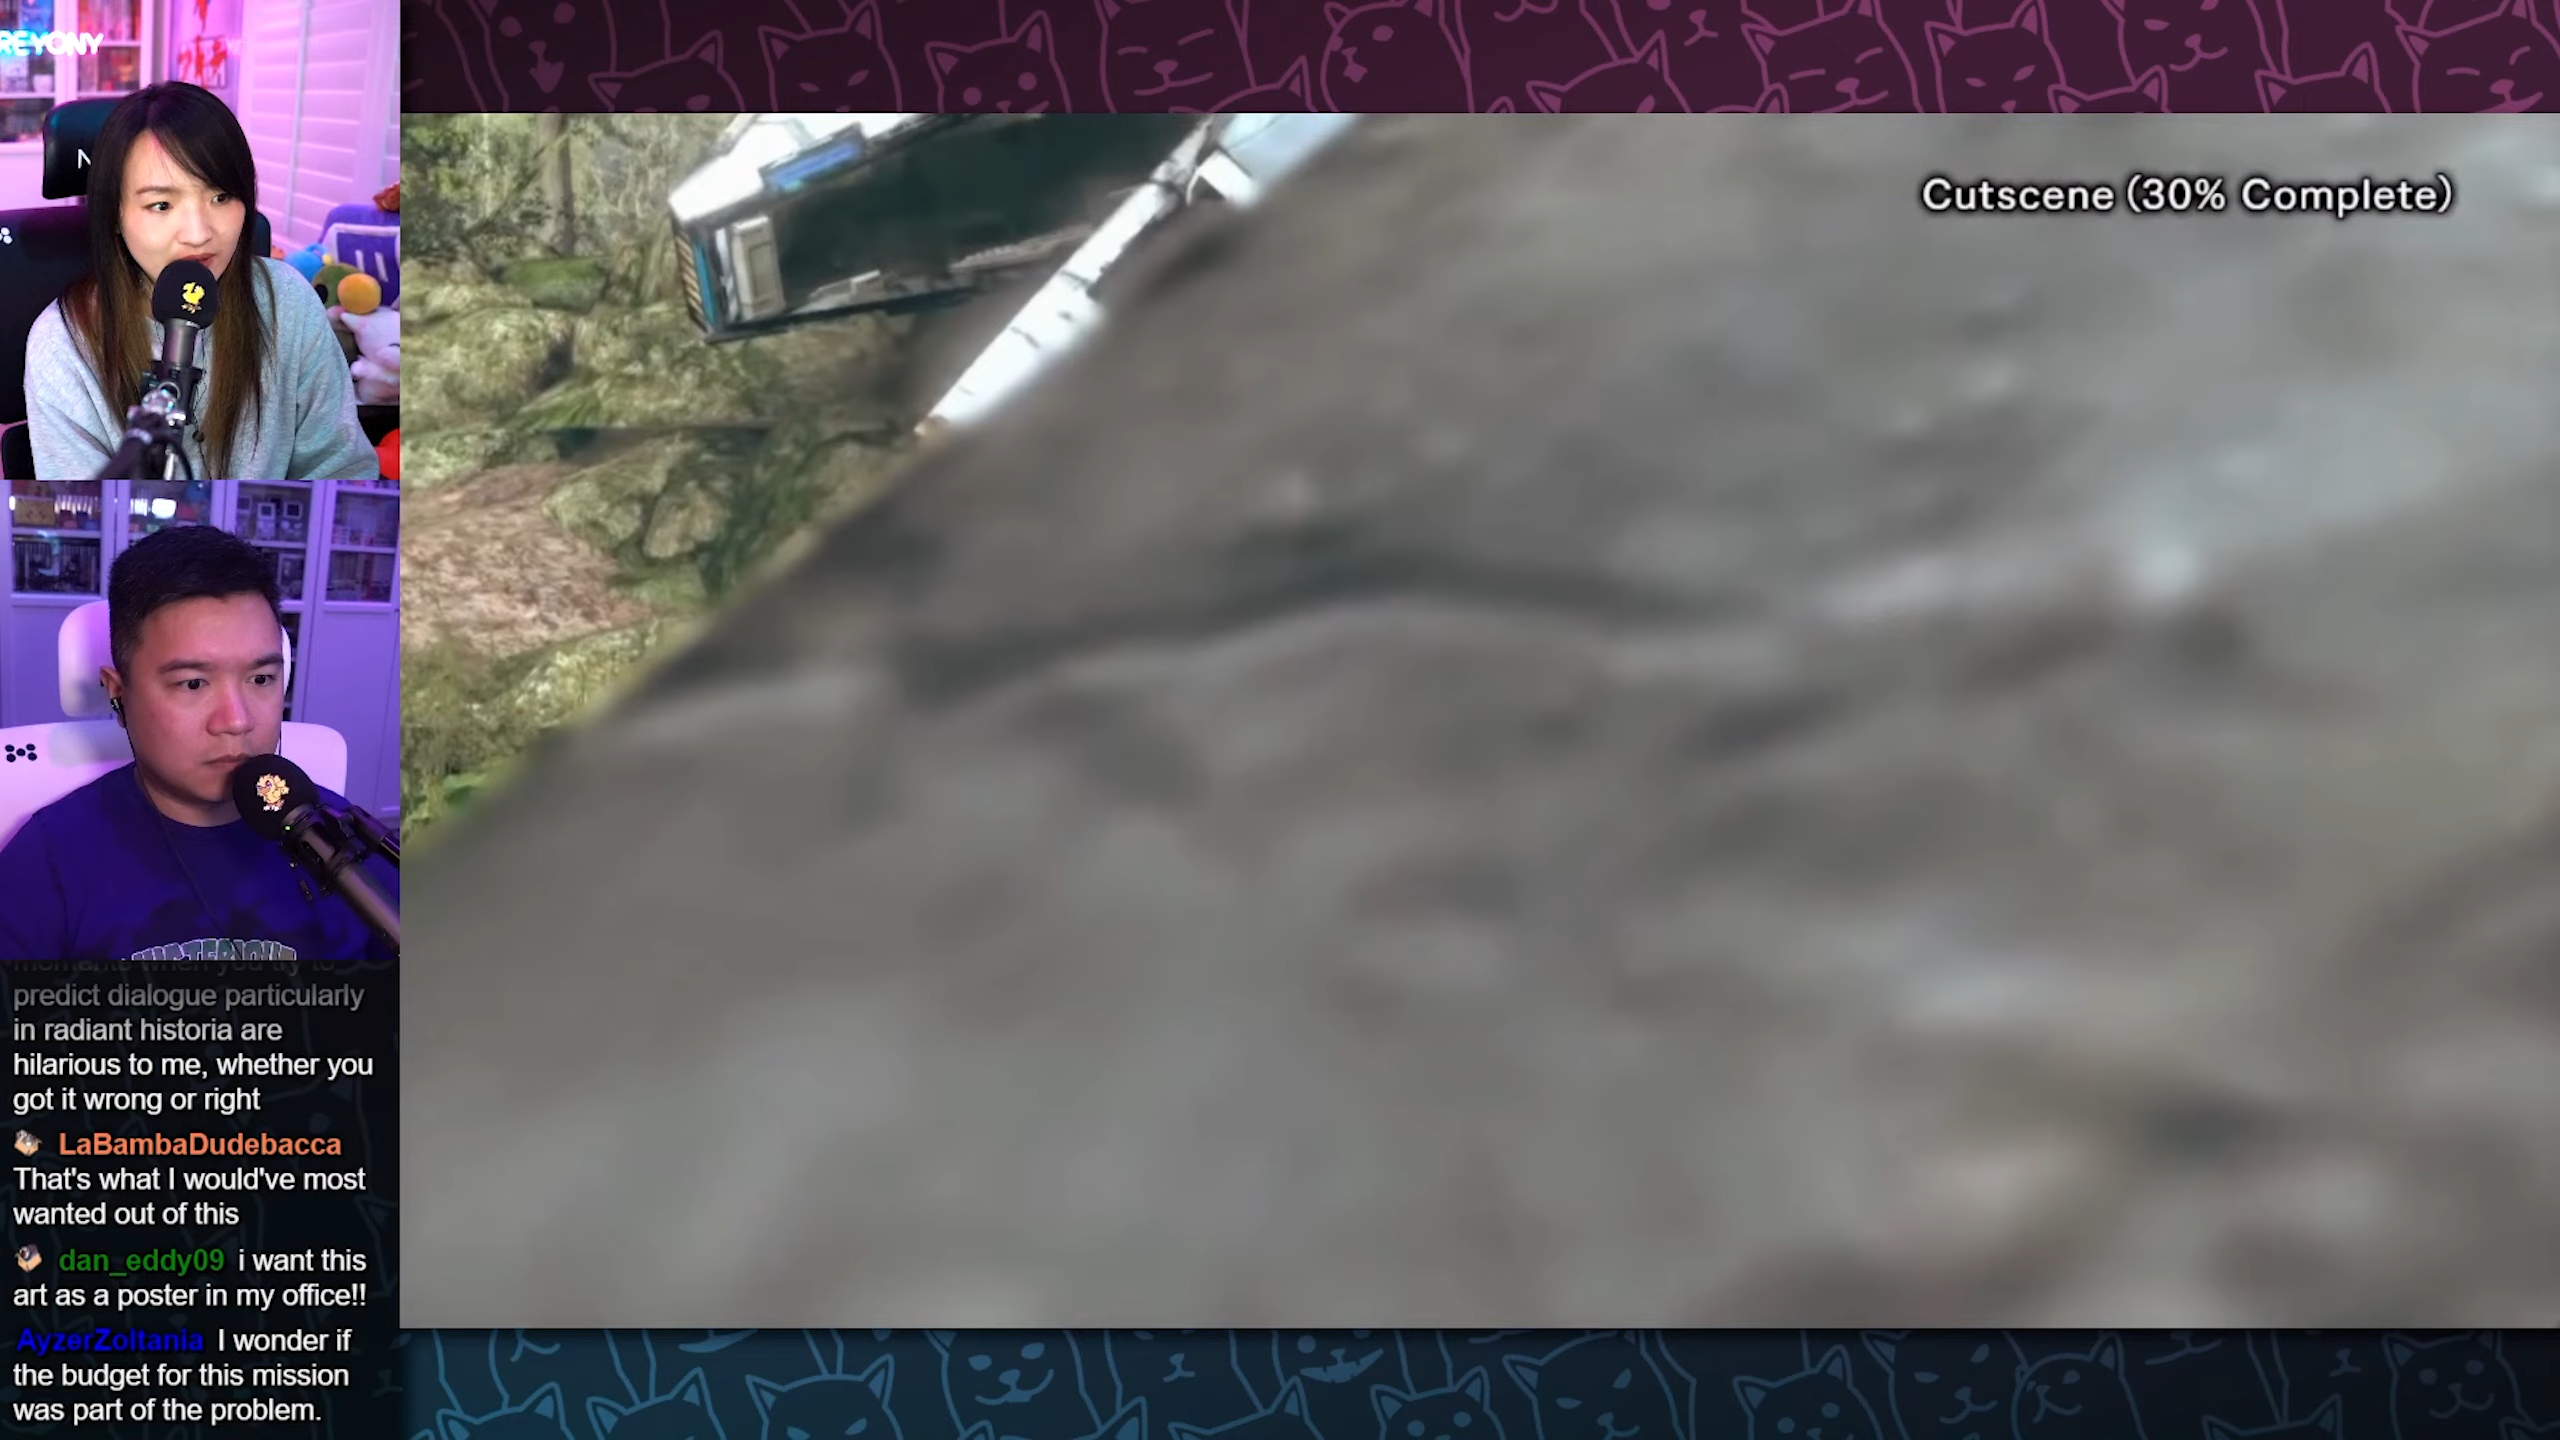 REYONY
N
Cutscene (30% Complete)
predict dialogue particularly
in radiant historia are
hilarious to me, whether you
got it wrong or right
LaBambaDudebacca
That's what I would've most
wanted out of this
dan_eddy09 i want this
art as a poster in my office!!
AyzerZoltania I wonder if
the budget for this mission
was part of the problem.